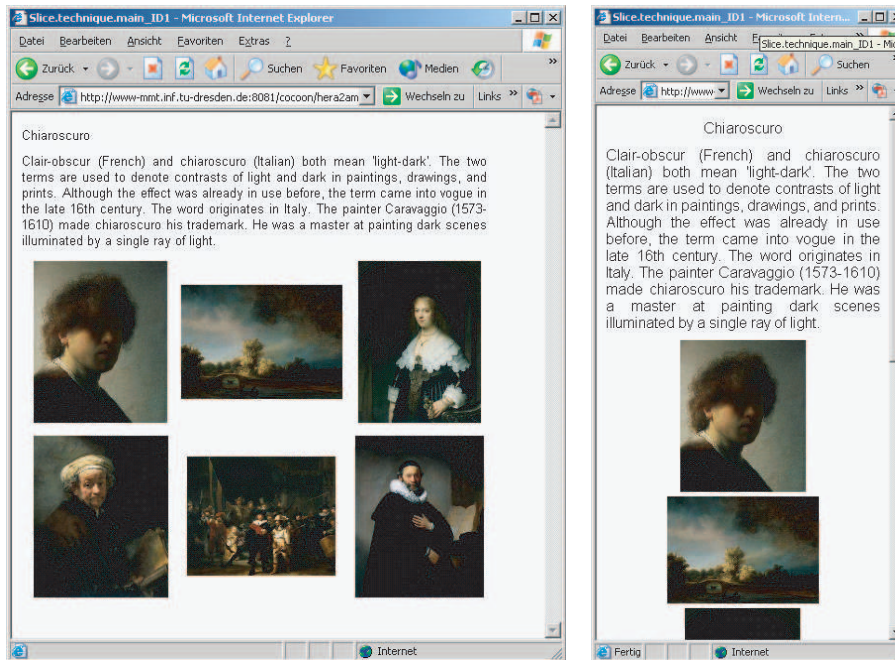 Slice.technique.main_ID1 - Microsoft Internet Explorer
Datei Bearbeiten Ansicht Favoriten Extras ?
Zurück Suchen Favoriten Medien »
Adresse http://www-mmt.inf.tu-dresden.de:8081/cocoon/hera2am Wechseln zu Links »
Chiaroscuro
Clair-obscur (French) and chiaroscuro (Italian) both mean 'light-dark'. The two
terms are used to denote contrasts of light and dark in paintings, drawings, and
prints. Although the effect was already in use before, the term came into vogue in
the late 16th century. The word originates in Italy. The painter Caravaggio (1573-
1610) made chiaroscuro his trademark. He was a master at painting dark scenes
illuminated by a single ray of light.
Internet
Slice.technique.main_ID1 - Microsoft Intern...
Datei Bearbeiten Ansicht
Slice.technique.main_ID1 - Mic
Zurück Suchen »
Adresse http://www- Wechseln zu Links »
Chiaroscuro
Clair-obscur (French) and chiaroscuro
(Italian) both mean 'light-dark'. The two
terms are used to denote contrasts of light
and dark in paintings, drawings, and prints.
Although the effect was already in use
before, the term came into vogue in the
late 16th century. The word originates in
Italy. The painter Caravaggio (1573-1610)
made chiaroscuro his trademark. He was
a master at painting dark scenes
illuminated by a single ray of light.
Fertig Internet